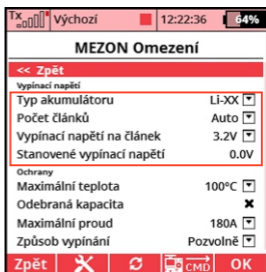 Tx Výchozí 12:22:36 64%
MEZON Omezení
<< Zpět
Vypínací napětí
Typ akumulátoru Li-XX
Počet článků Auto
Vypínací napětí na článek 3.2V
Stanovené vypínací napětí 0.0V
Ochrany
Maximální teplota 100°C
Odebraná kapacita
Maximální proud 180A
Způsob vypínání Pozvolně
Zpět CMD OK